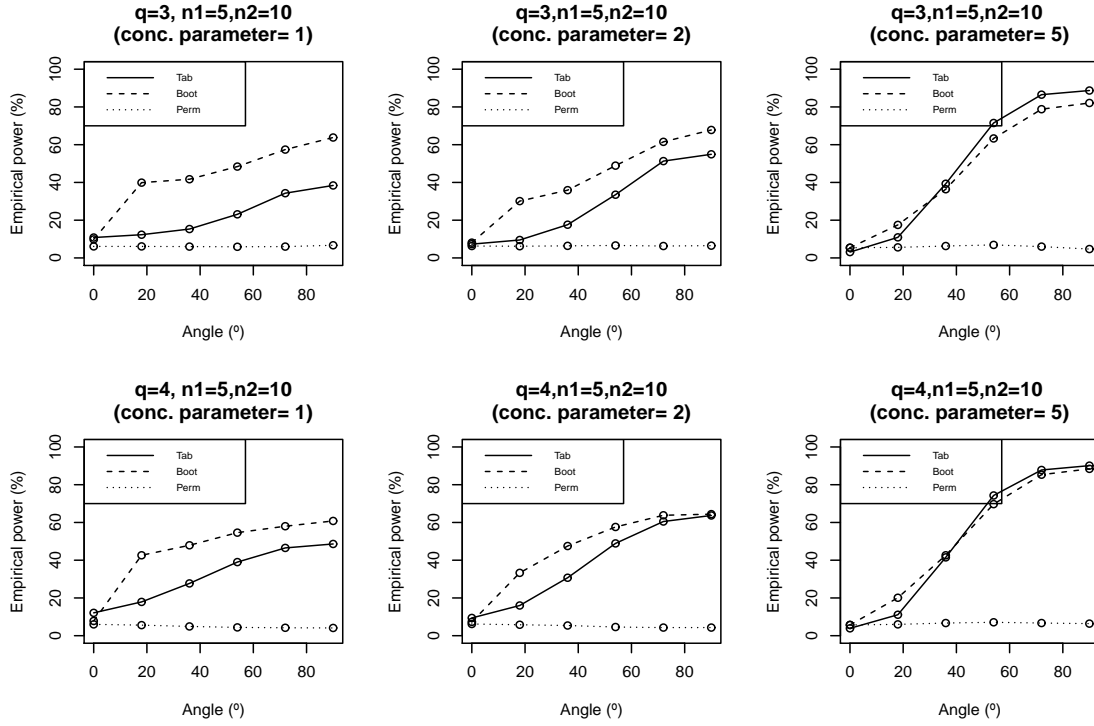 q=3, n1=5,n2=10
(conc. parameter= 1)
Empirical power (%)
100
80
60
40
20
0
Tab
Boot
Perm
0 20 40 60 80
Angle (º)
q=3,n1=5,n2=10
(conc. parameter= 2)
Empirical power (%)
100
80
60
40
20
0
Tab
Boot
Perm
0 20 40 60 80
Angle (º)
q=3,n1=5,n2=10
(conc. parameter= 5)
Empirical power (%)
100
80
60
40
20
0
Tab
Boot
Perm
0 20 40 60 80
Angle (º)
q=4, n1=5,n2=10
(conc. parameter= 1)
Empirical power (%)
100
80
60
40
20
0
Tab
Boot
Perm
0 20 40 60 80
Angle (º)
q=4,n1=5,n2=10
(conc. parameter= 2)
Empirical power (%)
100
80
60
40
20
0
Tab
Boot
Perm
0 20 40 60 80
Angle (º)
q=4,n1=5,n2=10
(conc. parameter= 5)
Empirical power (%)
100
80
60
40
20
0
Tab
Boot
Perm
0 20 40 60 80
Angle (º)